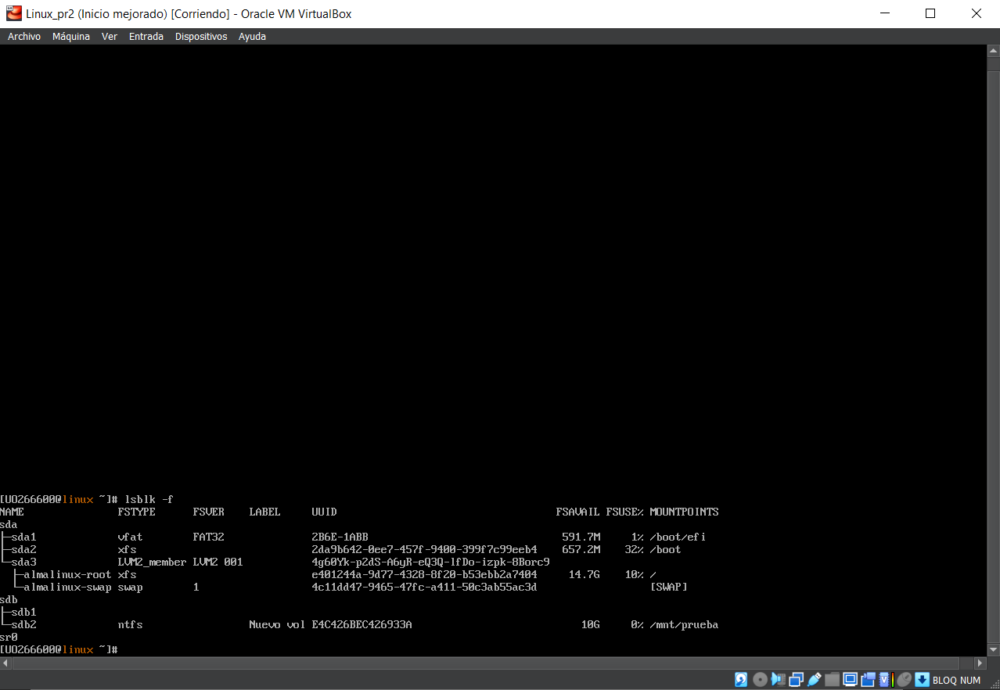 Linux_pr2 (Inicio mejorado) [Corriendo] - Oracle VM VirtualBox
Archivo Máquina Ver Entrada Dispositivos Ayuda
[UO266600@linux ~]# lsblk -f
NAME FSTYPE FSVER LABEL UUID FSAVAIL FSUSE% MOUNTPOINTS
sda
├─sda1 vfat FAT32 2B6E-1ABB 591.7M 1% /boot/efi
├─sda2 xfs 2da9b642-0ee7-457f-9400-399f7c99eeb4 657.2M 32% /boot
└─sda3 LVM2_member LVM2 001 4g60Yk-p2dS-A6yR-eQ3Q-lfDo-izpk-8Borc9
├─almalinux-root xfs e401244a-9d77-4328-8f20-b53ebb2a7404 14.7G 10% /
└─almalinux-swap swap 1 4c11dd47-9465-47fc-a411-50c3ab55ac3d [SWAP]
sdb
├─sdb1
└─sdb2 ntfs Nuevo vol E4C426BEC426933A 10G 0% /mnt/prueba
sr0
[UO266600@linux ~]#
BLOQ NUM